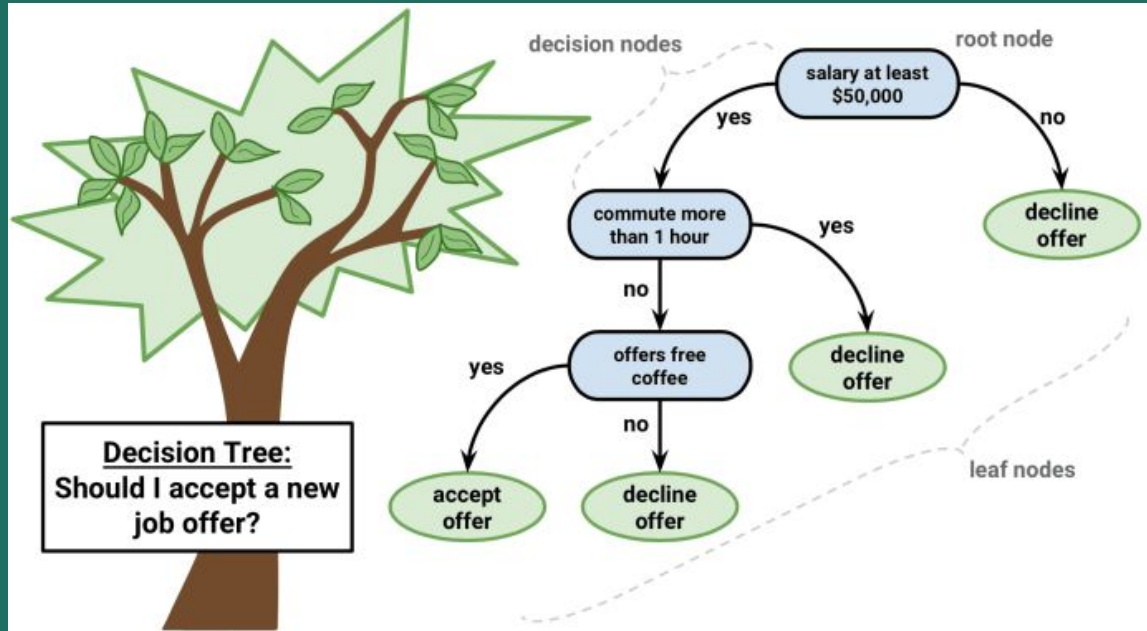 decision nodes
root node
salary at least
$50,000
yes
no
commute more
than 1 hour
yes
decline
offer
no
offers free
coffee
decline
offer
yes
no
Decision Tree:
Should I accept a new
job offer?
accept
offer
decline
offer
leaf nodes